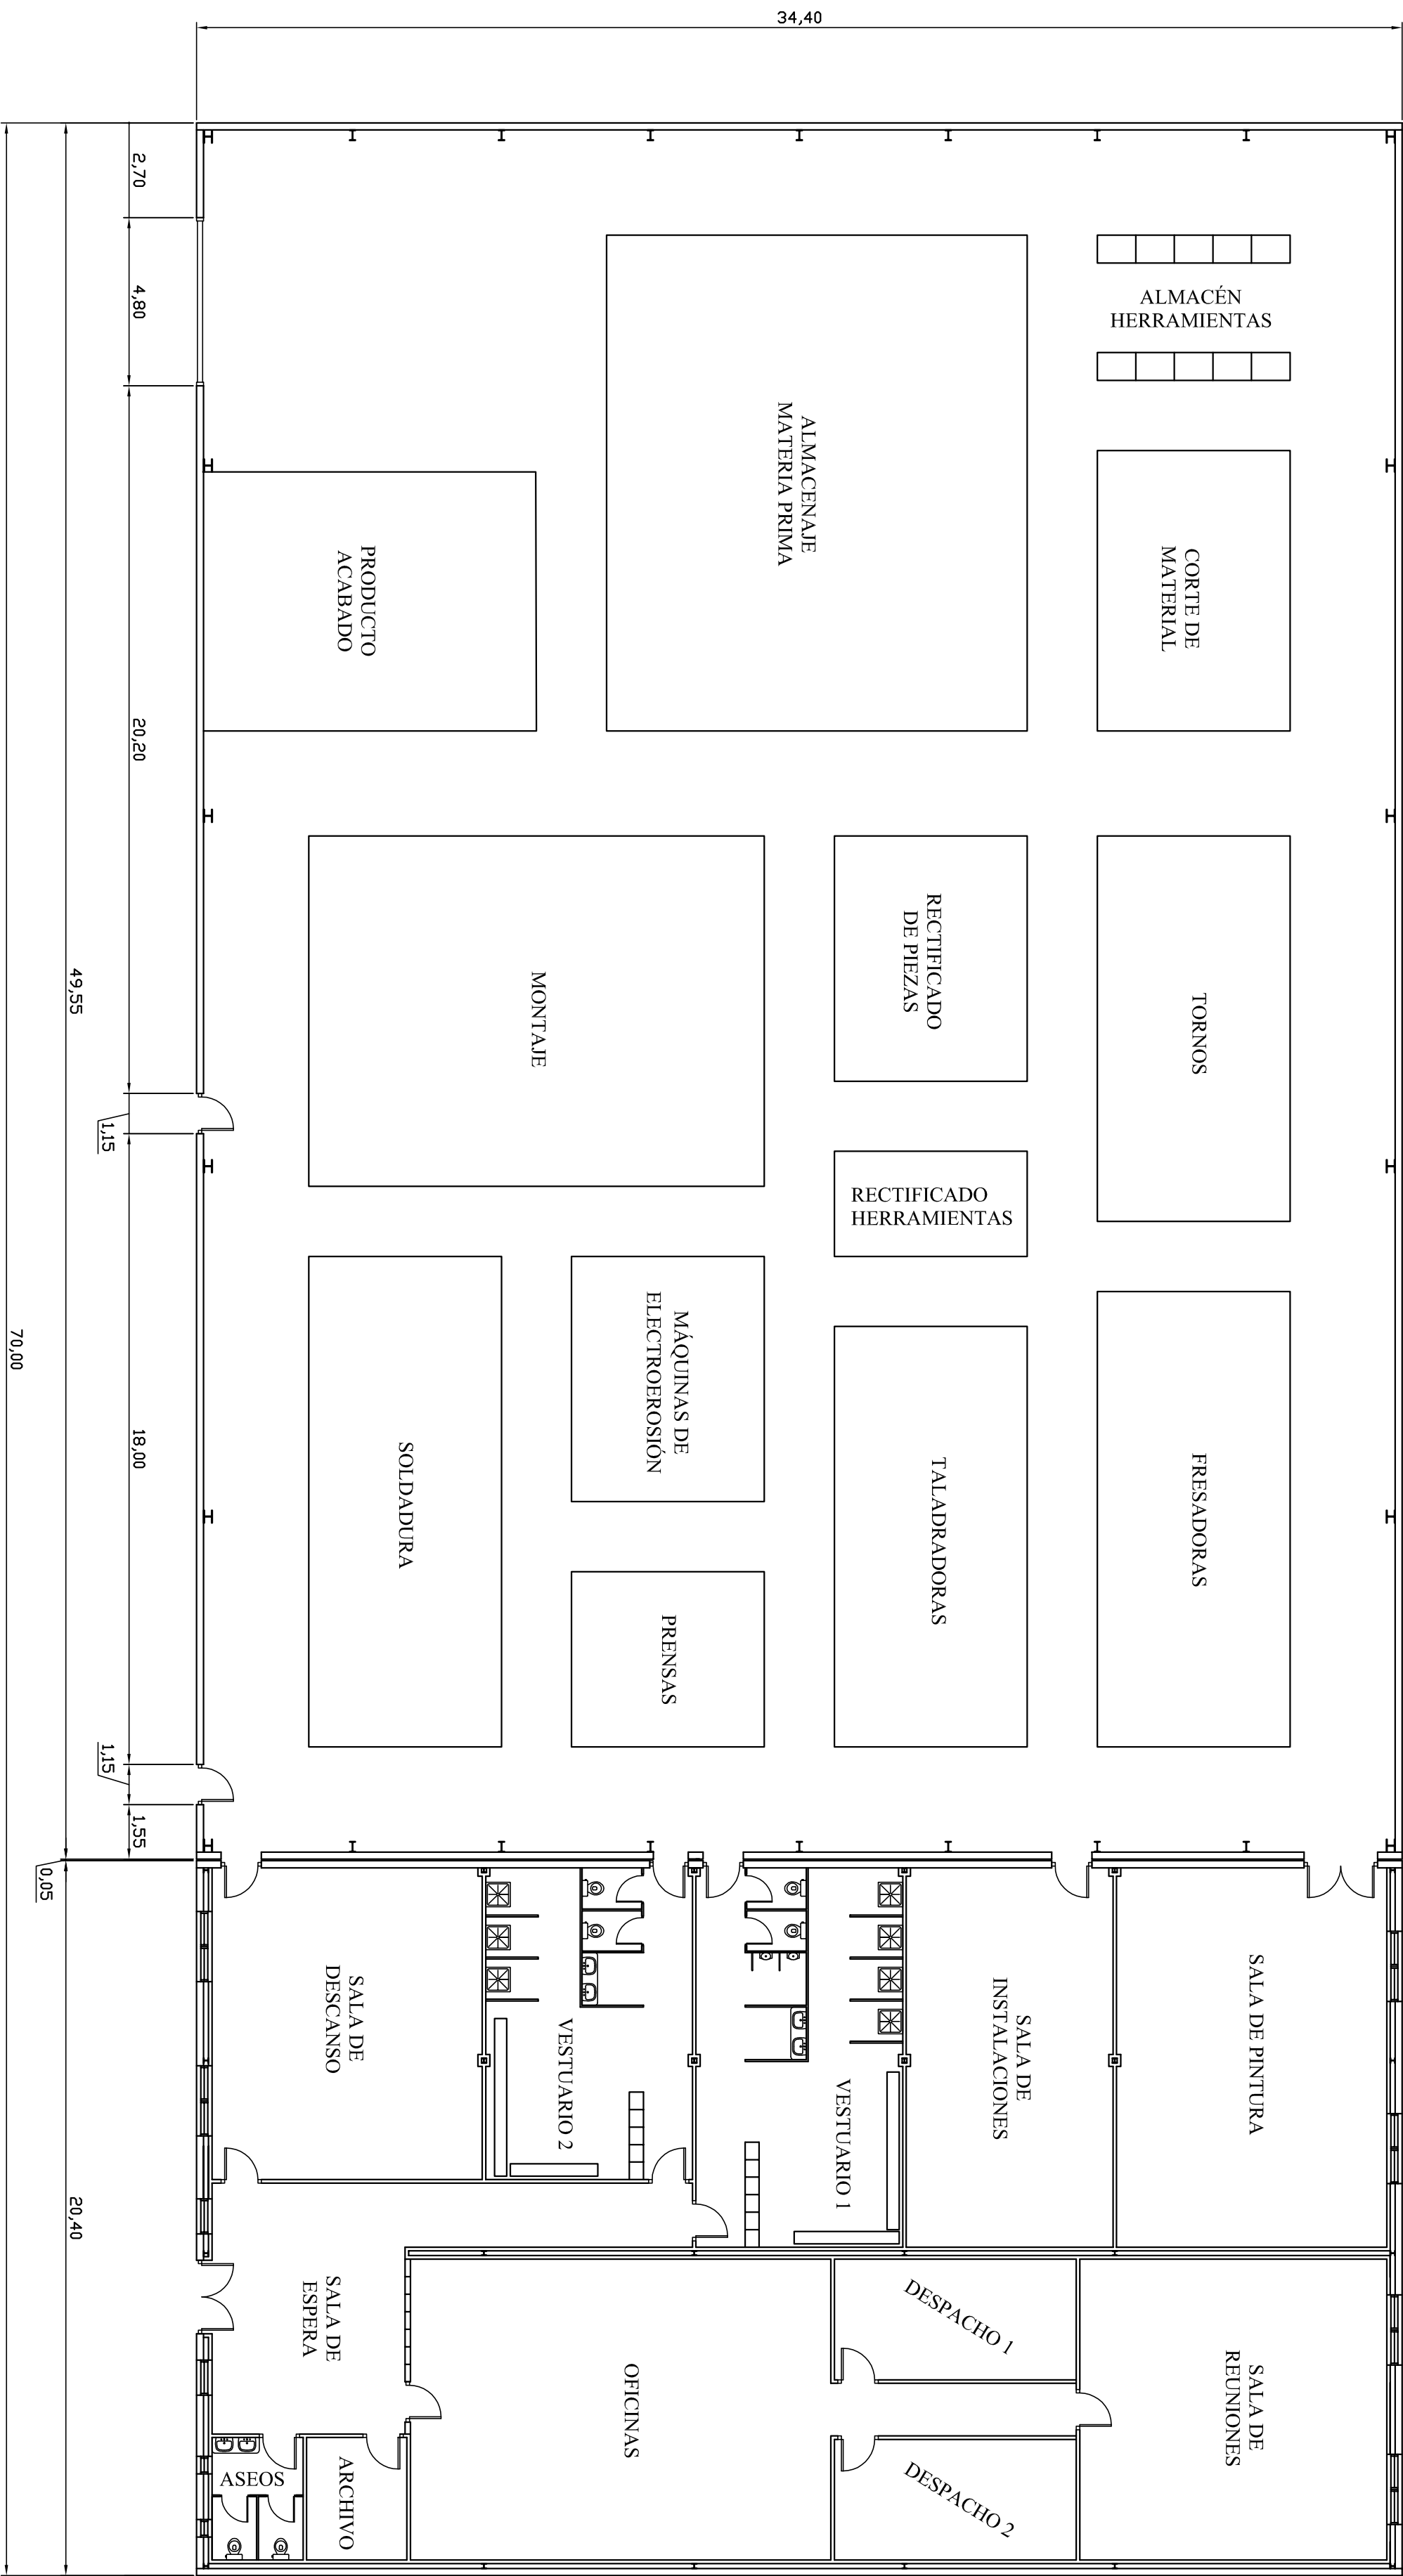 34,40
2,70
4,80
20,20
1,15
18,00
1,15
1,55
49,55
0,05
20,40
70,00
ALMACÉN
HERRAMIENTAS
ALMACENAJE
MATERIA PRIMA
CORTE DE
MATERIAL
PRODUCTO
ACABADO
MONTAJE
RECTIFICADO
DE PIEZAS
TORNOS
RECTIFICADO
HERRAMIENTAS
SOLDADURA
MÁQUINAS DE
ELECTROEROSIÓN
PRENSAS
TALADRADORAS
FRESADORAS
SALA DE
DESCANSO
VESTUARIO 2
VESTUARIO 1
SALA DE
INSTALACIONES
SALA DE PINTURA
SALA DE
ESPERA
OFICINAS
DESPACHO 1
DESPACHO 2
SALA DE
REUNIONES
ASEOS
ARCHIVO